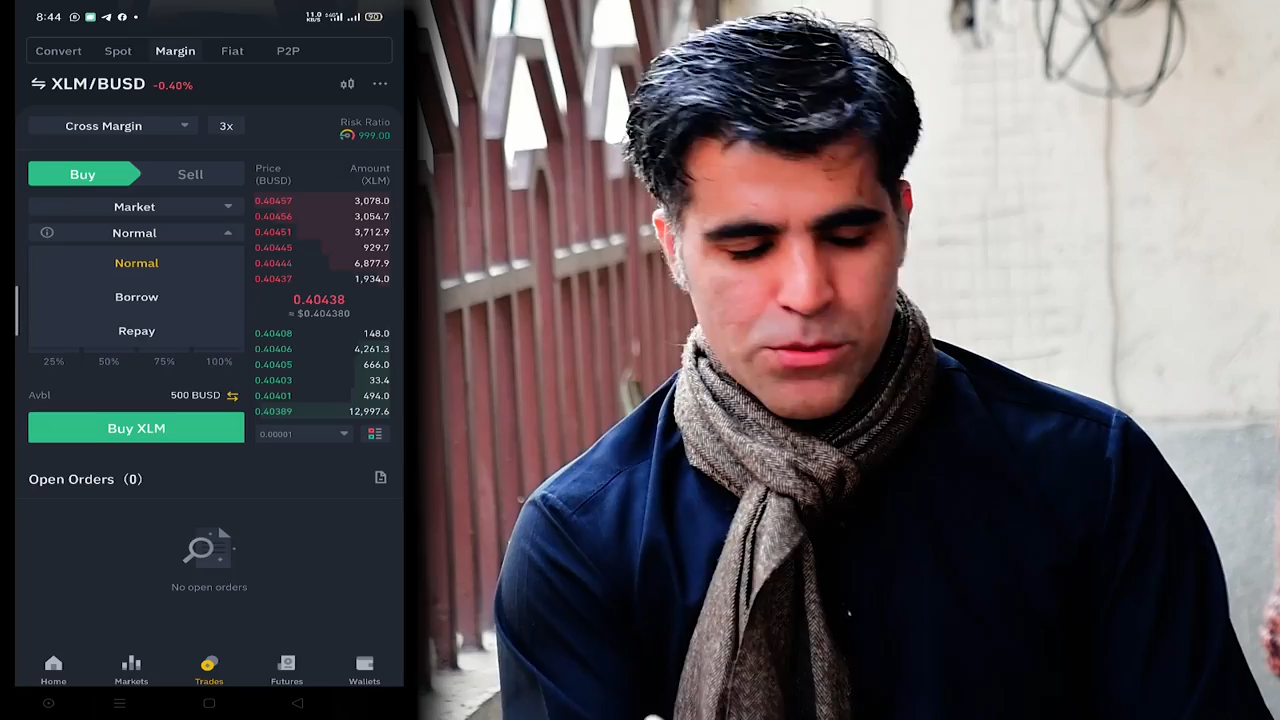 8:44 11.0 KB/S 90
Convert Spot Margin Fiat P2P
XLM/BUSD -0.40%
Cross Margin 3x Risk Ratio
999.00
Buy Sell Price (BUSD) Amount (XLM)
Market
Normal
Normal
Borrow
Repay
25% 50% 75% 100%
Avbl 500 BUSD
Buy XLM
0.40457 3,078.0
0.40456 3,054.7
0.40451 3,712.9
0.40445 929.7
0.40444 6,877.9
0.40437 1,934.0
0.40438
≈ $0.404380
0.40408 148.0
0.40406 4,261.3
0.40405 666.0
0.40403 33.4
0.40401 494.0
0.40389 12,997.6
0.00001
Open Orders (0)
No open orders
Home Markets Trades Futures Wallets